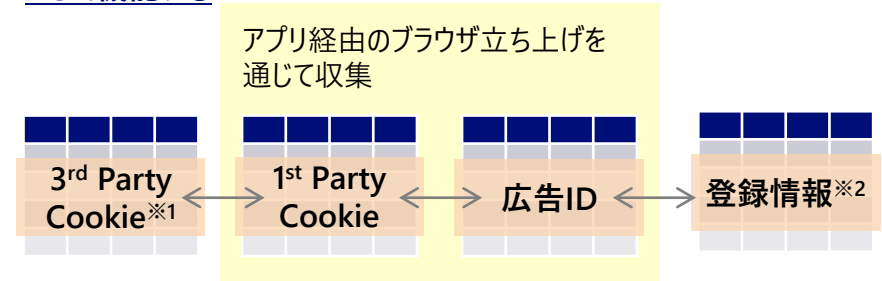 アプリ経由のブラウザ立ち上げを
通じて収集
3rd Party
Cookie※1
1st Party
Cookie
広告ID
登録情報※2